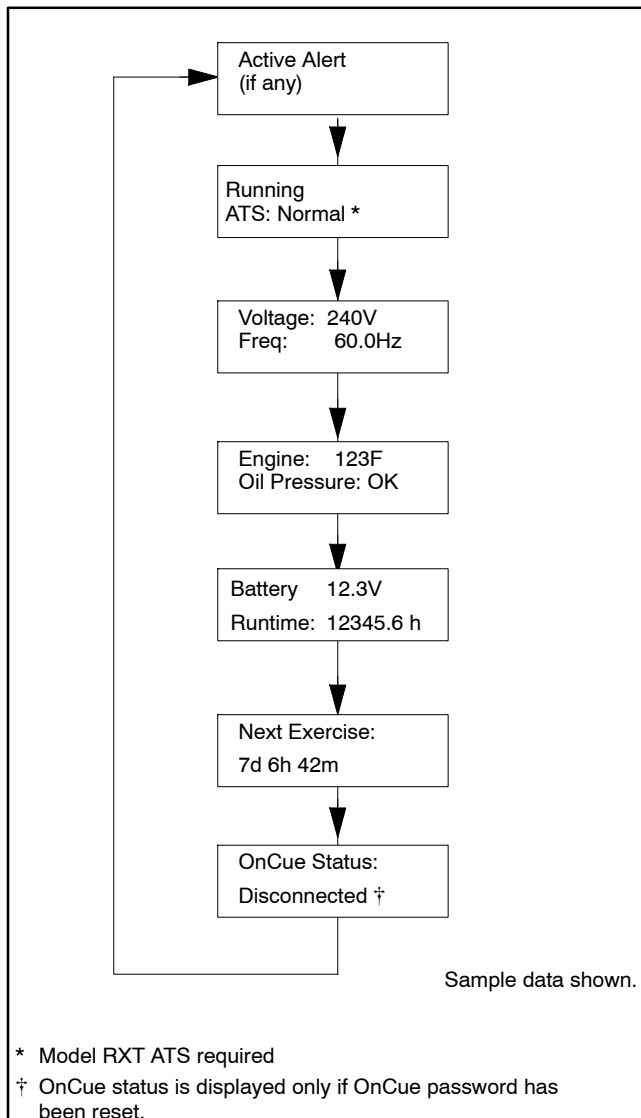 Active Alert
(if any)
Running
ATS: Normal *
Voltage: 240V
Freq: 60.0Hz
Engine: 123F
Oil Pressure: OK
Battery 12.3V
Runtime: 12345.6 h
Next Exercise:
7d 6h 42m
OnCue Status:
Disconnected †
Sample data shown.
* Model RXT ATS required
† OnCue status is displayed only if OnCue password has
been reset.